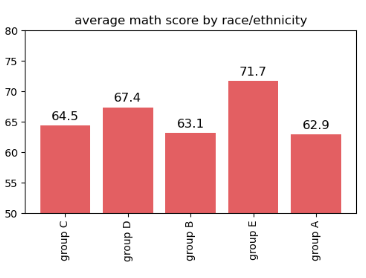 average math score by race/ethnicity
80
75
70
65
60
55
50
64.5
67.4
63.1
71.7
62.9
group C
group D
group B
group E
group A